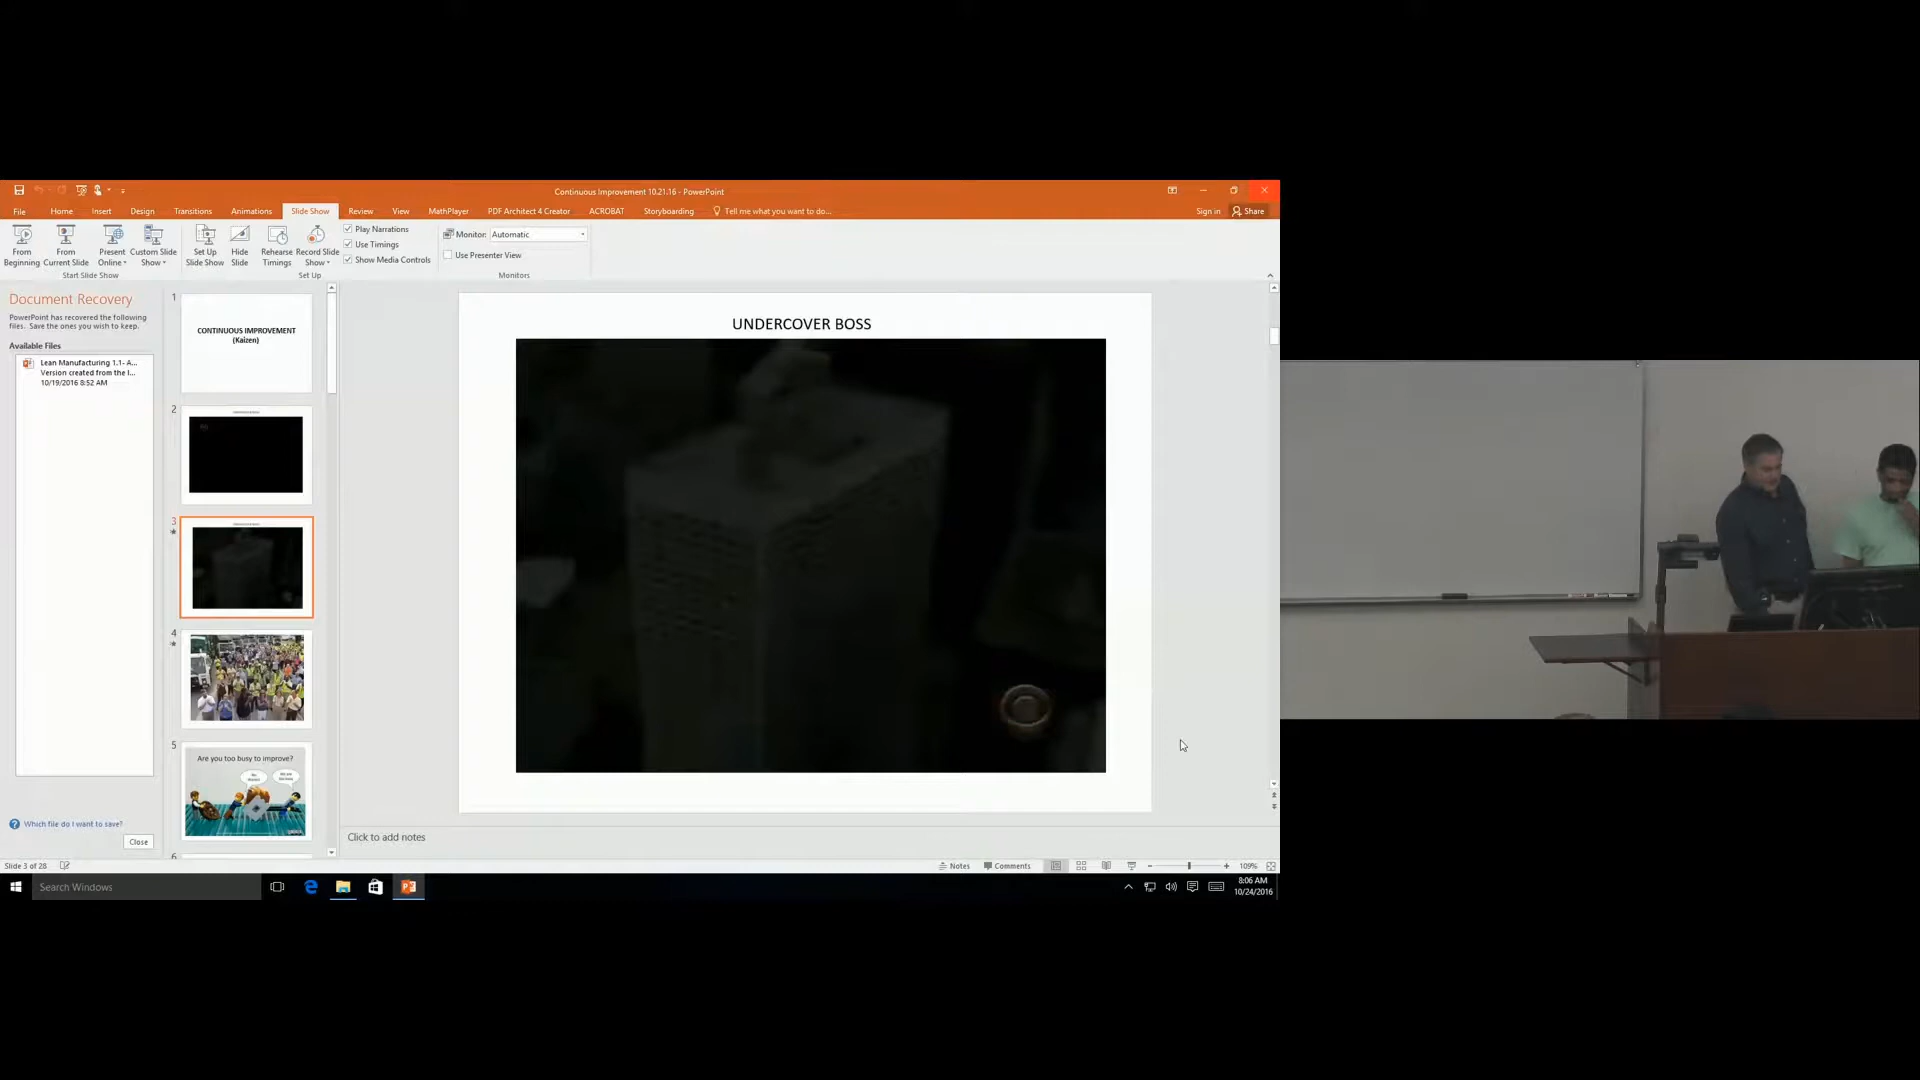 Continuous Improvement 10.21.16 - PowerPoint
File Home Insert Design Transitions Animations Slide Show Review View MathPlayer PDF Architect 4 Creator ACROBAT Storyboarding Tell me what you want to do... Sign in Share
From
Beginning
From
Current Slide
Present
Online
Custom Slide
Show
Set Up
Slide Show
Hide
Slide
Rehearse
Timings
Record Slide
Show
Play Narrations
Use Timings
Show Media Controls
Monitor: Automatic
Use Presenter View
Start Slide Show
Set Up
Monitors
Document Recovery
PowerPoint has recovered the following
files. Save the ones you wish to keep.
Available Files
Lean Manufacturing 1.1- A...
Version created from the l...
10/19/2016 8:52 AM
Which file do I want to save?
Close
1
CONTINUOUS IMPROVEMENT
(Kaizen)
2
3
4
5
Are you too busy to improve?
6
UNDERCOVER BOSS
Click to add notes
Slide 3 of 28
Notes
Comments
109%
Search Windows
8:06 AM
10/24/2016